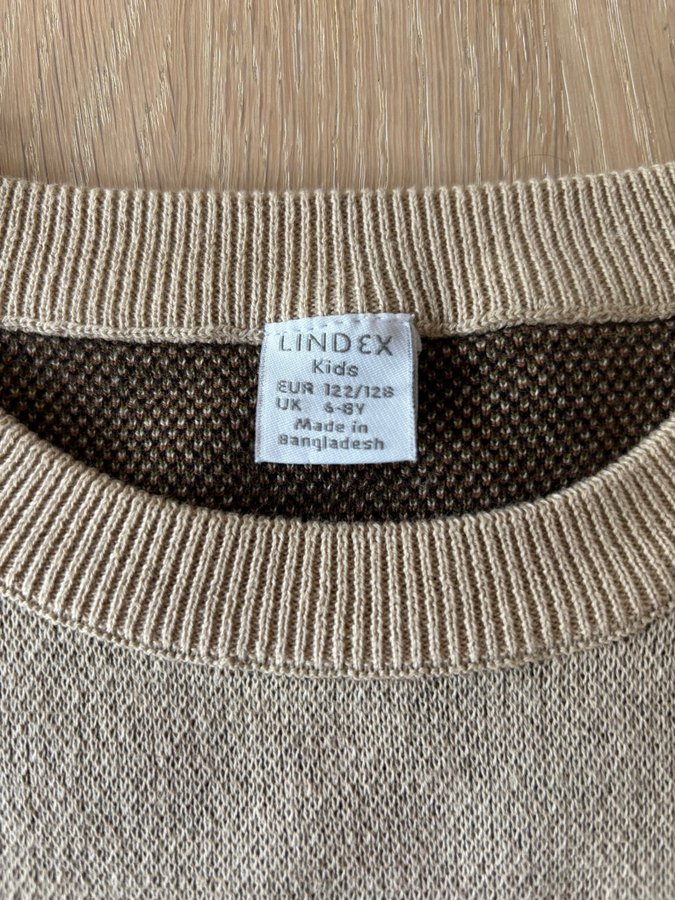 LINDEX
Kids
EUR 122/128
UK 6-8Y
Made in
Bangladesh